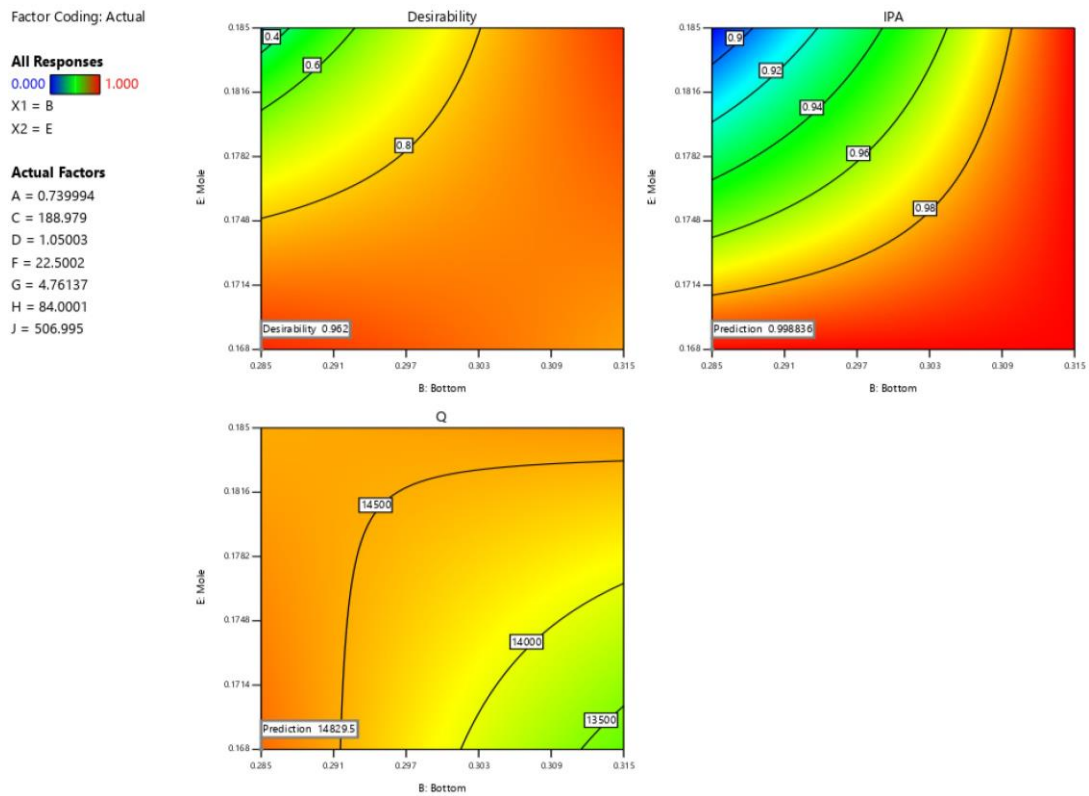 Factor Coding: Actual
All Responses
0.000 1.000
X1 = B
X2 = E
Actual Factors
A = 0.739994
C = 188.979
D = 1.05003
F = 22.5002
G = 4.76137
H = 84.0001
J = 506.995
Desirability
E: Mole
0.185
0.1816
0.1782
0.1748
0.1714
0.168
0.4
0.6
0.8
Desirability 0.962
0.285 0.291 0.297 0.303 0.309 0.315
B: Bottom
IPA
E: Mole
0.185
0.1816
0.1782
0.1748
0.1714
0.168
0.9
0.92
0.94
0.96
0.98
Prediction 0.998836
0.285 0.291 0.297 0.303 0.309 0.315
B: Bottom
Q
E: Mole
0.185
0.1816
0.1782
0.1748
0.1714
0.168
14500
14000
13500
Prediction 14829.5
0.285 0.291 0.297 0.303 0.309 0.315
B: Bottom